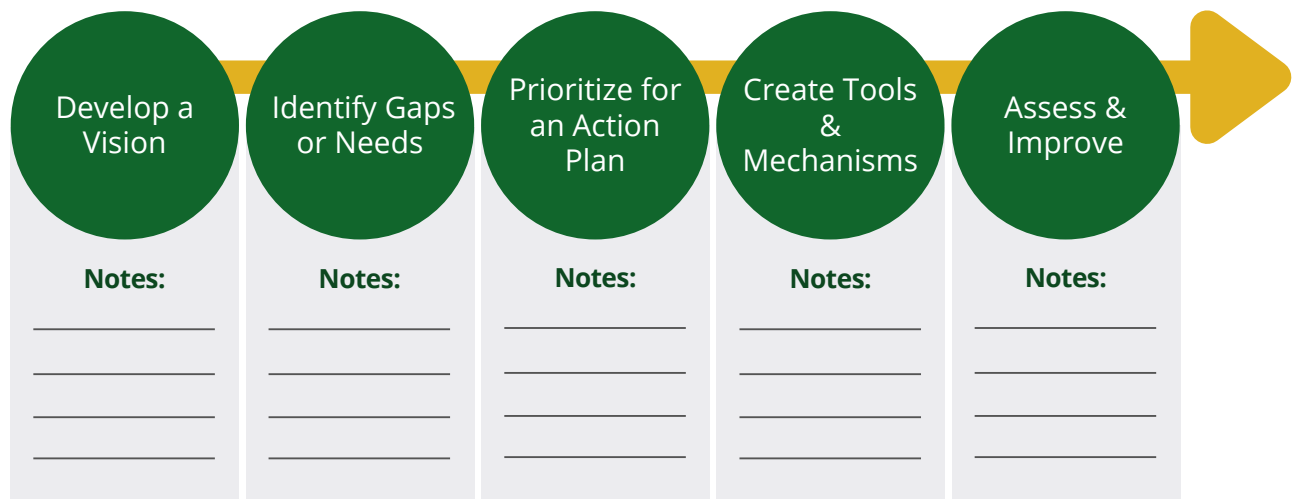 Develop a
Vision
Identify Gaps
or Needs
Prioritize for
an Action
Plan
Create Tools
&
Mechanisms
Assess &
Improve
Notes:
Notes:
Notes:
Notes:
Notes: